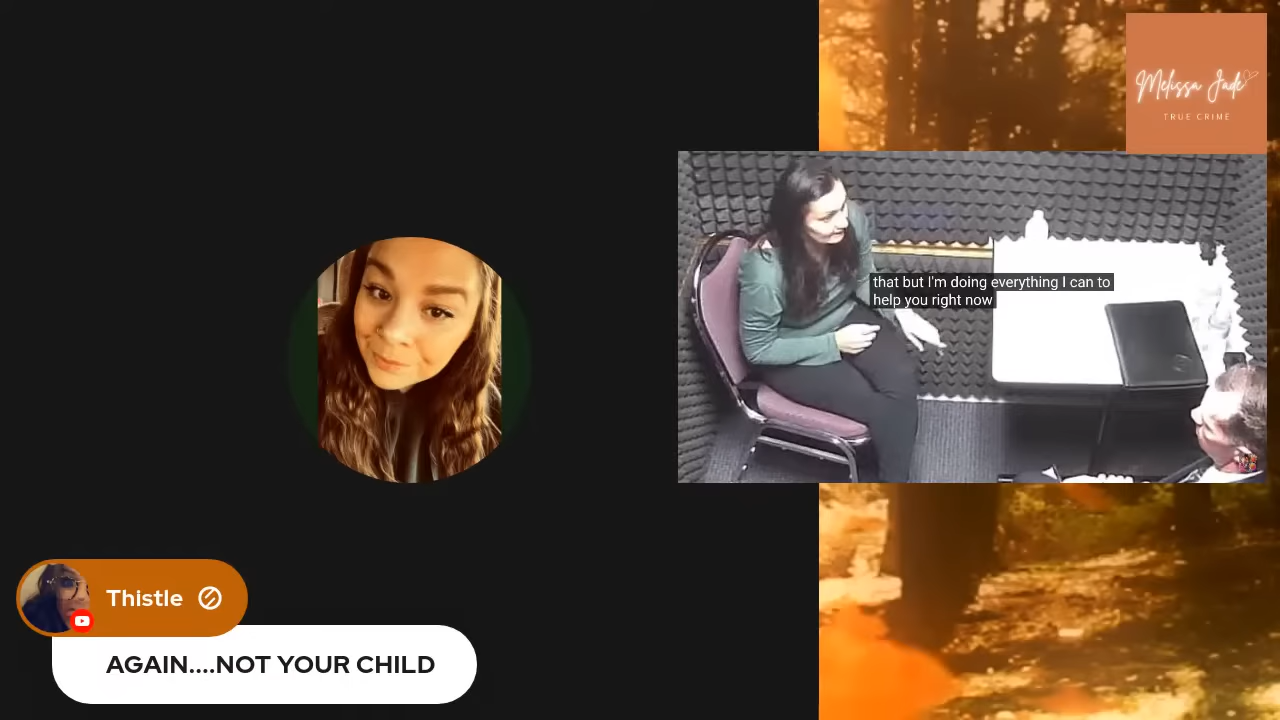 Melissa Jade
TRUE CRIME
that but I'm doing everything I can to
help you right now
Thistle
AGAIN....NOT YOUR CHILD